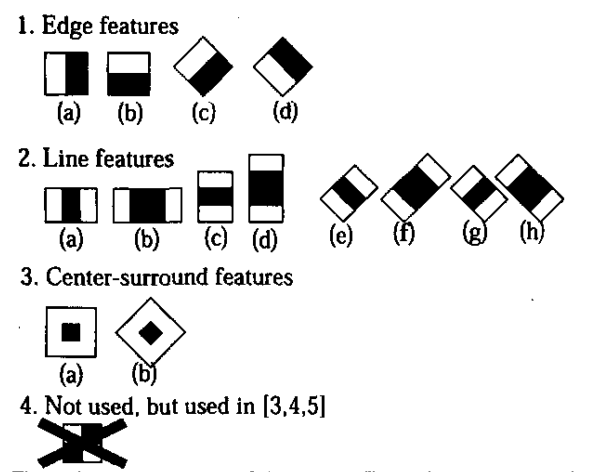 1. Edge features
(a) (b) (c) (d)
2. Line features
(a) (b) (c) (d) (e) (f) (g) (h)
3. Center-surround features
(a) (b)
4. Not used, but used in [3,4,5]